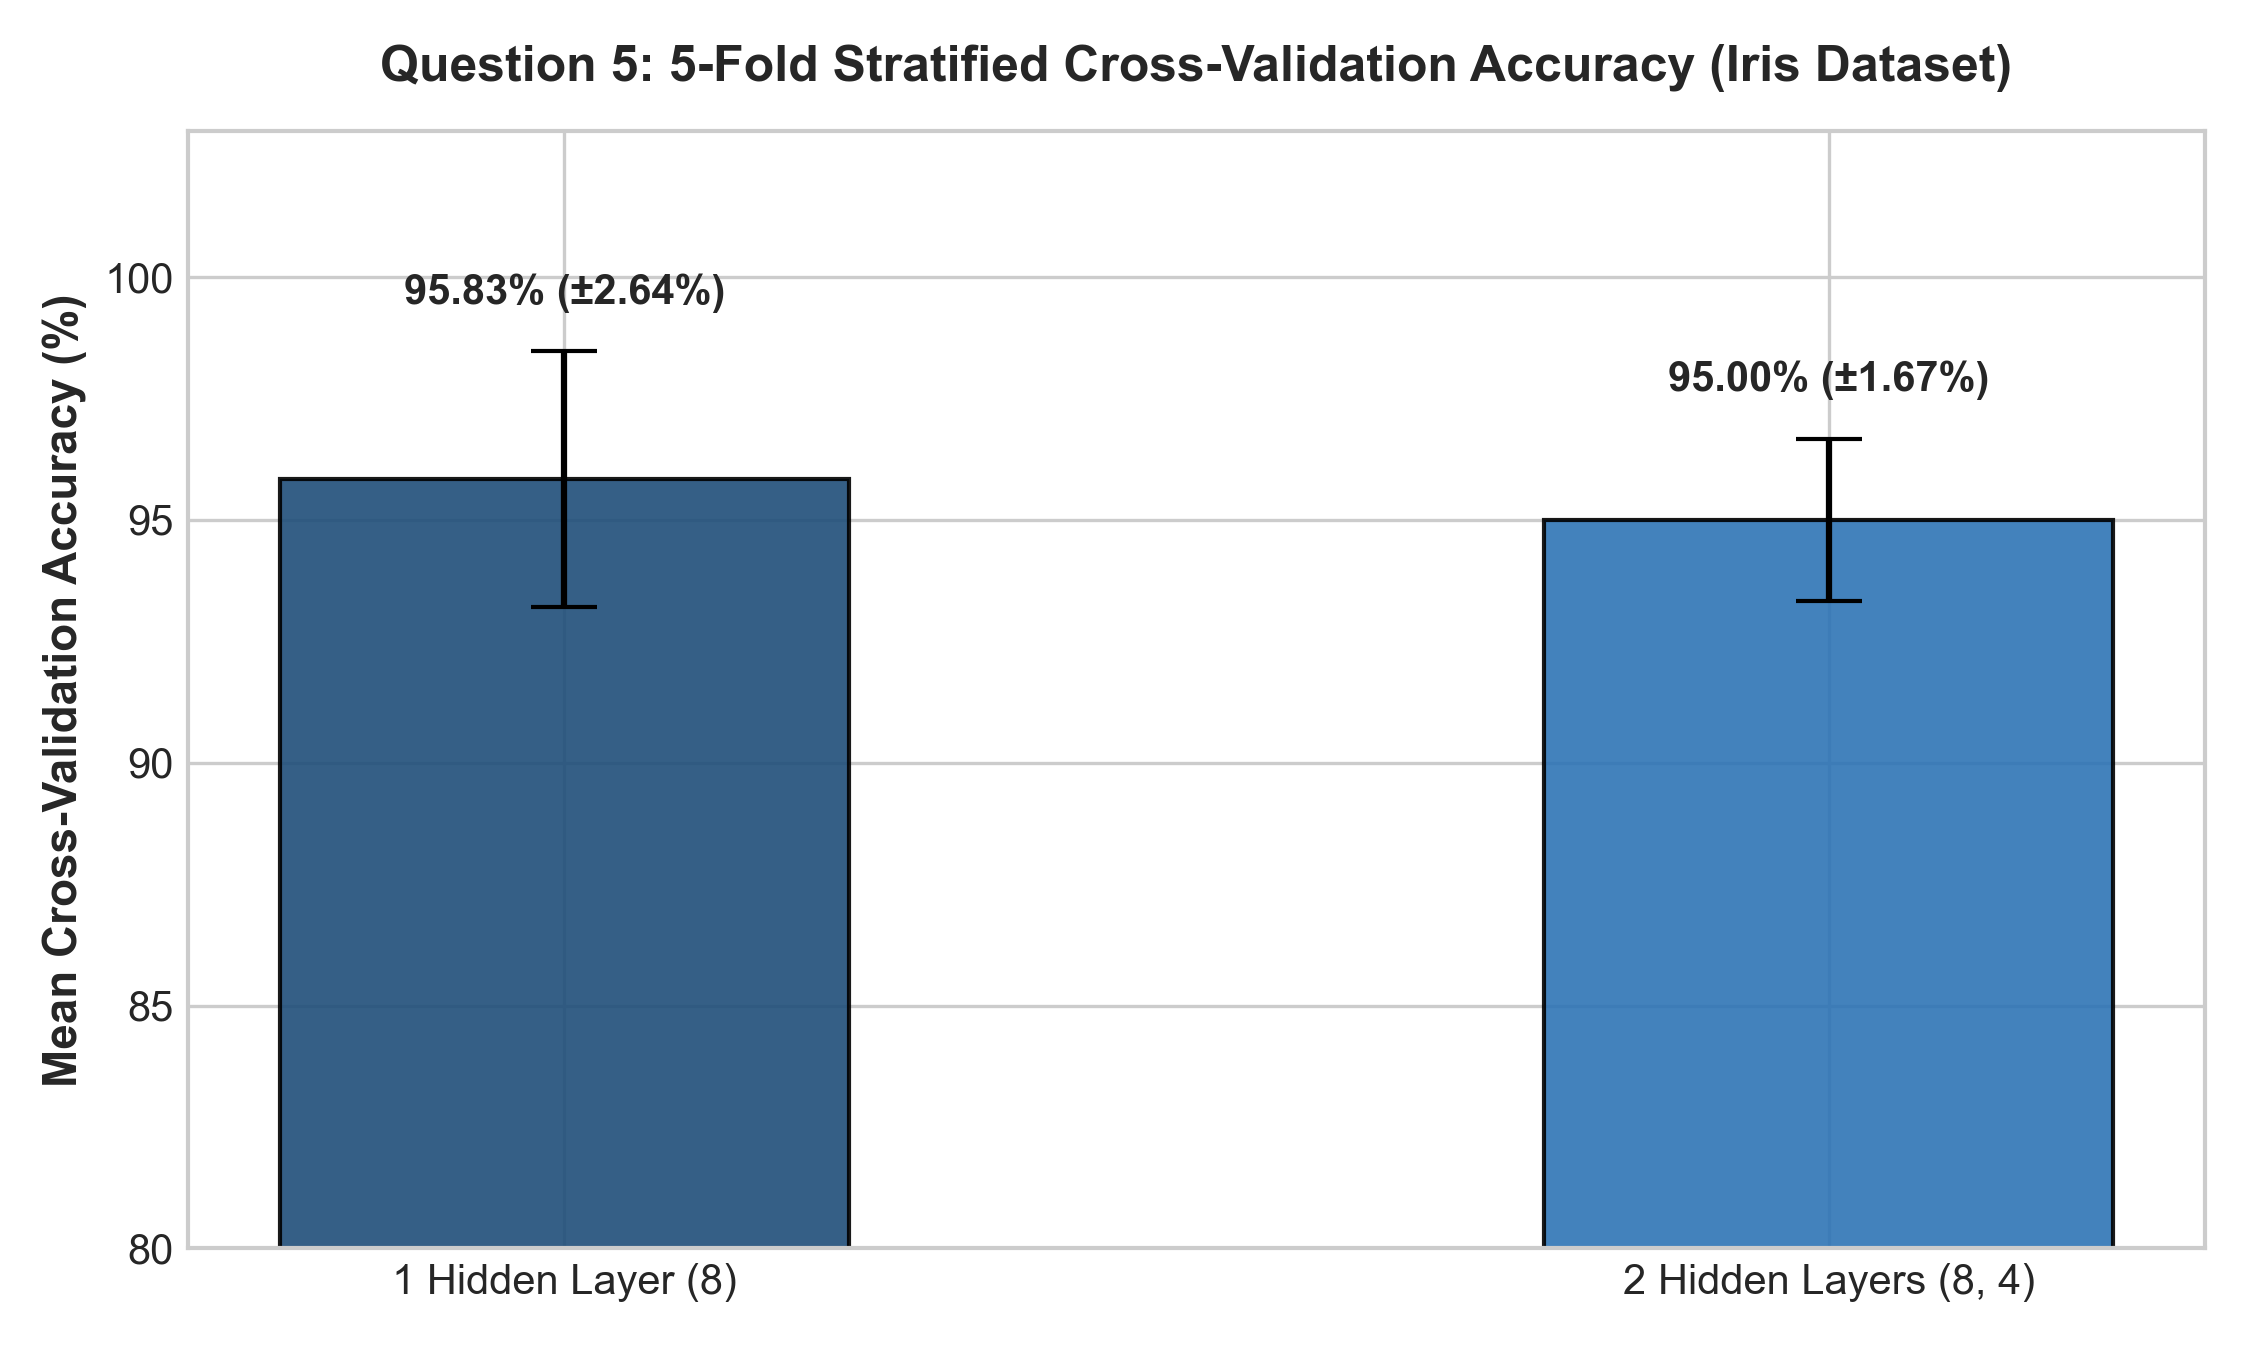 Question 5: 5-Fold Stratified Cross-Validation Accuracy (Iris Dataset)
Mean Cross-Validation Accuracy (%)
100
95
90
85
80
95.83% (±2.64%)
95.00% (±1.67%)
1 Hidden Layer (8)
2 Hidden Layers (8, 4)